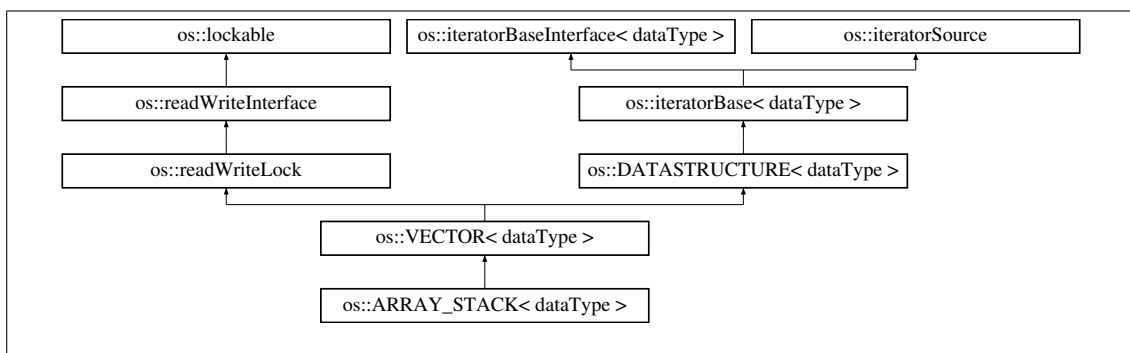 os::lockable
os::iteratorBaseInterface< dataType >
os::iteratorSource
os::readWriteInterface
os::iteratorBase< dataType >
os::readWriteLock
os::DATASTRUCTURE< dataType >
os::VECTOR< dataType >
os::ARRAY_STACK< dataType >